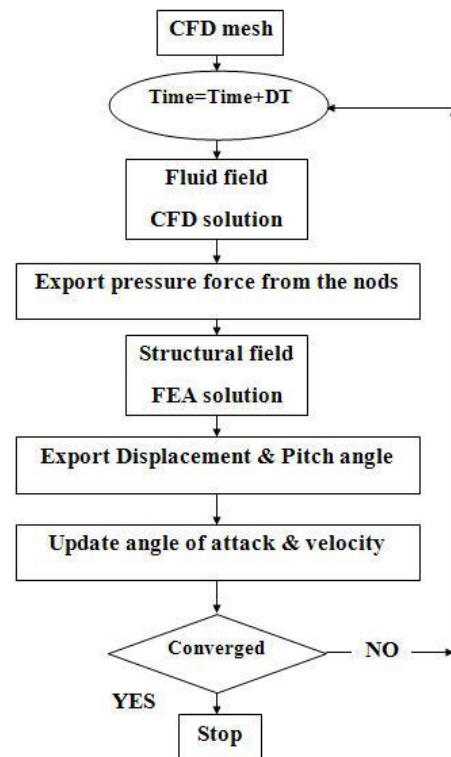 CFD mesh
Time=Time+DT
Fluid field
CFD solution
Export pressure force from the nods
Structural field
FEA solution
Export Displacement & Pitch angle
Update angle of attack & velocity
Converged
NO
YES
Stop